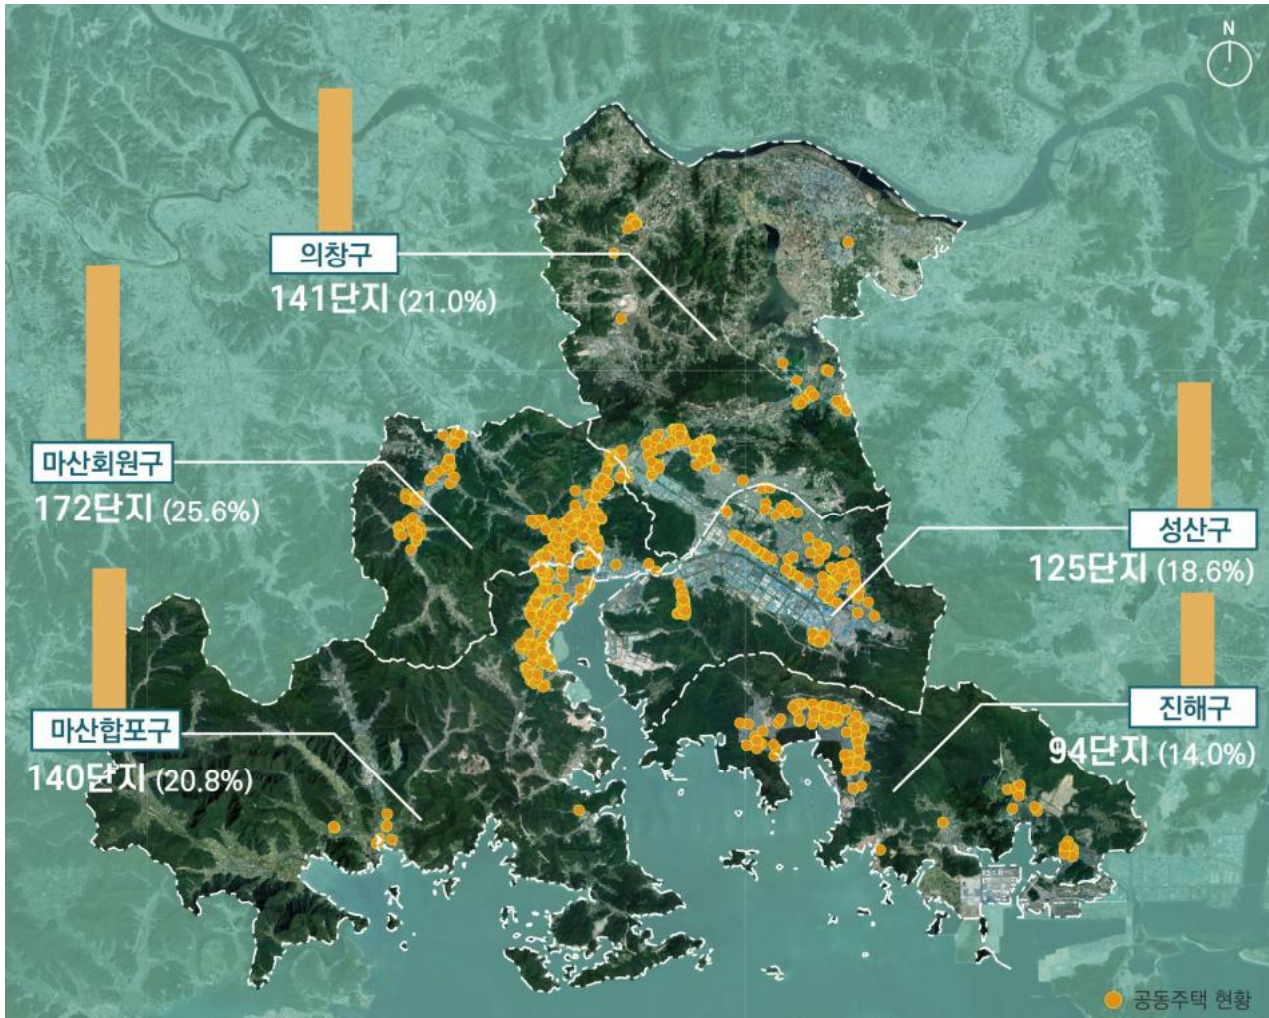 N
의창구
141단지 (21.0%)
마산회원구
172단지 (25.6%)
성산구
125단지 (18.6%)
마산합포구
140단지 (20.8%)
진해구
94단지 (14.0%)
공동주택 현황